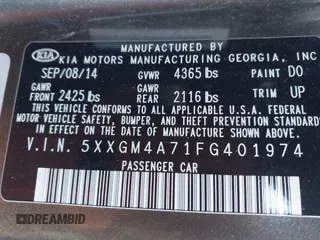 MANUFACTURED BY
KIA KIA MOTORS MANUFACTURING GEORGIA, INC
SEP/08/14 GVWR 4365 lbs PAINT D0
GAWR GAWR
FRONT 2425 lbs REAR 2116 lbs TRIM UP
THIS VEHICLE CONFORMS TO ALL APPLICABLE U.S. FEDERAL
MOTOR VEHICLE SAFETY, BUMPER, AND THEFT PREVENTION
STANDARDS IN EFFECT ON THE DATE OF MANUFACTURE SHOWN ABOVE.
V.I.N. 5XXGM4A71FG401974
PASSENGER CAR
DREAMBID